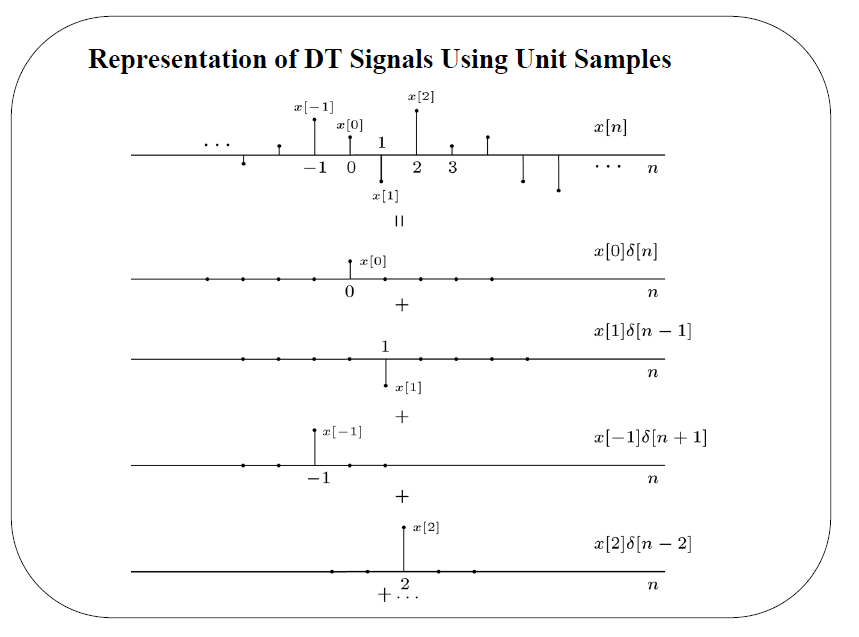 Representation of DT Signals Using Unit Samples
x[2]
x[−1]
x[0]
x[n]
1
···
−1 0 2 3 ··· n
x[1]
=
x[0]δ[n]
x[0]
0 n
+
x[1]δ[n − 1]
1
n
x[1]
+
x[−1]δ[n + 1]
x[−1]
−1 n
+
x[2]
x[2]δ[n − 2]
2 n
+ ···